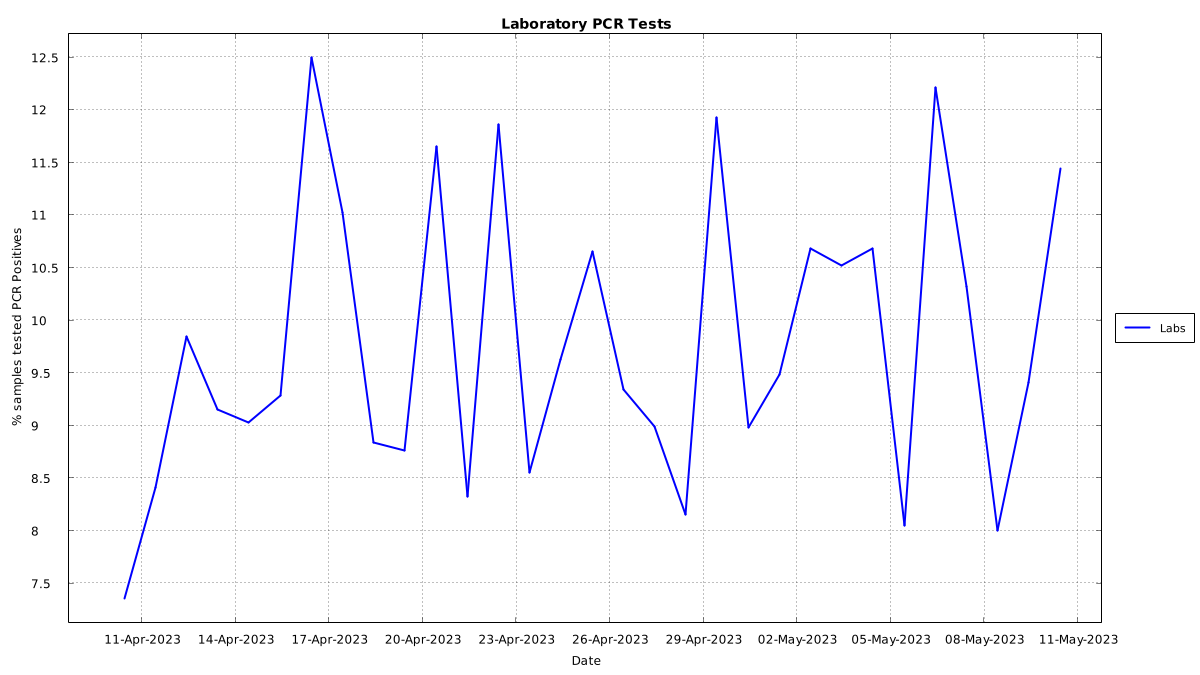 Laboratory PCR Tests
12.5
12
11.5
11
10.5
10
9.5
9
8.5
8
7.5
% samples tested PCR Positives
11-Apr-2023 14-Apr-2023 17-Apr-2023 20-Apr-2023 23-Apr-2023 26-Apr-2023 29-Apr-2023 02-May-2023 05-May-2023 08-May-2023 11-May-2023
Date
Labs